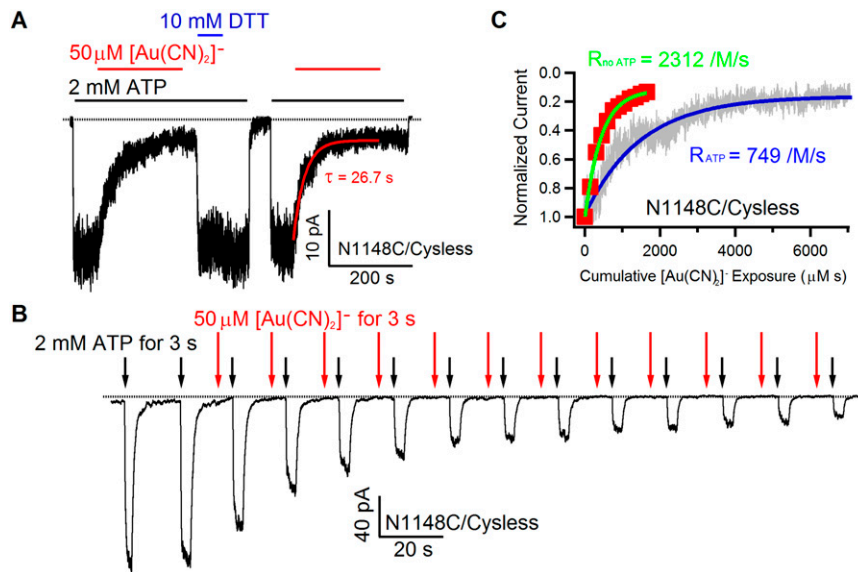 A
10 mM DTT
50 µM [Au(CN)₂]⁻
2 mM ATP
τ = 26.7 s
10 pA
N1148C/Cysless
200 s
C
R no ATP = 2312 /M/s
R ATP = 749 /M/s
N1148C/Cysless
Normalized Current
0.0
0.2
0.4
0.6
0.8
1.0
0 2000 4000 6000
Cumulative [Au(CN)₂]⁻ Exposure (µM s)
B
50 µM [Au(CN)₂]⁻ for 3 s
2 mM ATP for 3 s
40 pA
N1148C/Cysless
20 s